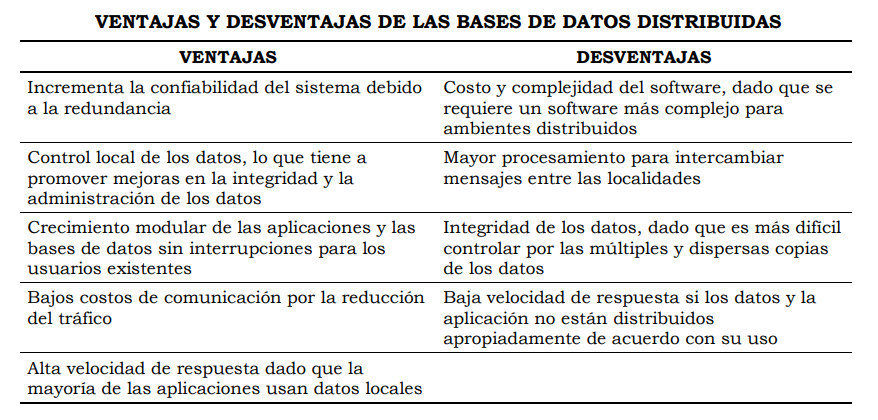 VENTAJAS Y DESVENTAJAS DE LAS BASES DE DATOS DISTRIBUIDAS
VENTAJAS
DESVENTAJAS
Incrementa la confiabilidad del sistema debido
a la redundancia
Costo y complejidad del software, dado que se
requiere un software más complejo para
ambientes distribuidos
Control local de los datos, lo que tiene a
promover mejoras en la integridad y la
administración de los datos
Mayor procesamiento para intercambiar
mensajes entre las localidades
Crecimiento modular de las aplicaciones y las
bases de datos sin interrupciones para los
usuarios existentes
Integridad de los datos, dado que es más difícil
controlar por las múltiples y dispersas copias
de los datos
Bajos costos de comunicación por la reducción
del tráfico
Baja velocidad de respuesta si los datos y la
aplicación no están distribuidos
apropiadamente de acuerdo con su uso
Alta velocidad de respuesta dado que la
mayoría de las aplicaciones usan datos locales